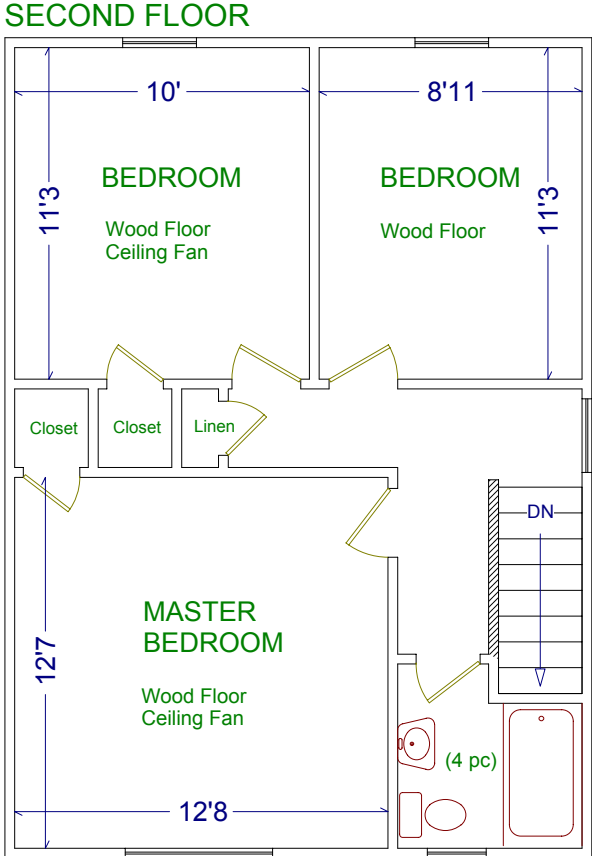 SECOND FLOOR
10'
8'11
11'3
11'3
BEDROOM
Wood Floor
Ceiling Fan
BEDROOM
Wood Floor
Closet
Closet
Linen
DN
MASTER
BEDROOM
Wood Floor
Ceiling Fan
12'7
12'8
(4 pc)